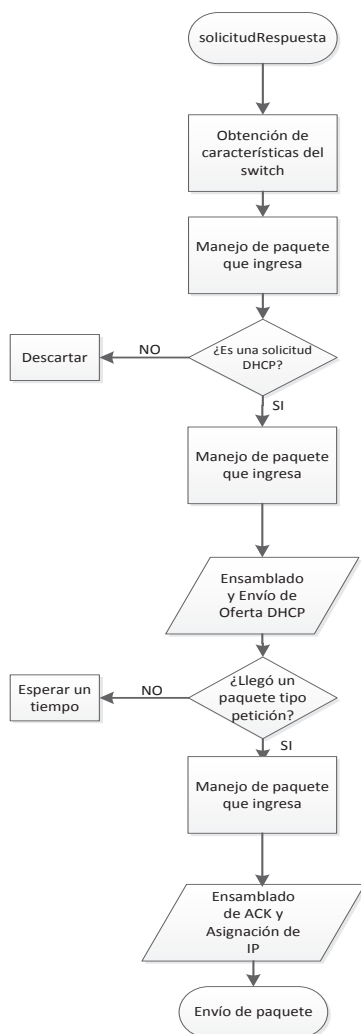 solicitudRespuesta
Obtención de
características del
switch
Manejo de paquete
que ingresa
¿Es una solicitud
DHCP?
NO
Descartar
SI
Manejo de paquete
que ingresa
Ensamblado
y Envío de
Oferta DHCP
¿Llegó un
paquete tipo
petición?
NO
Esperar un
tiempo
SI
Manejo de paquete
que ingresa
Ensamblado
de ACK y
Asignación de
IP
Envío de paquete